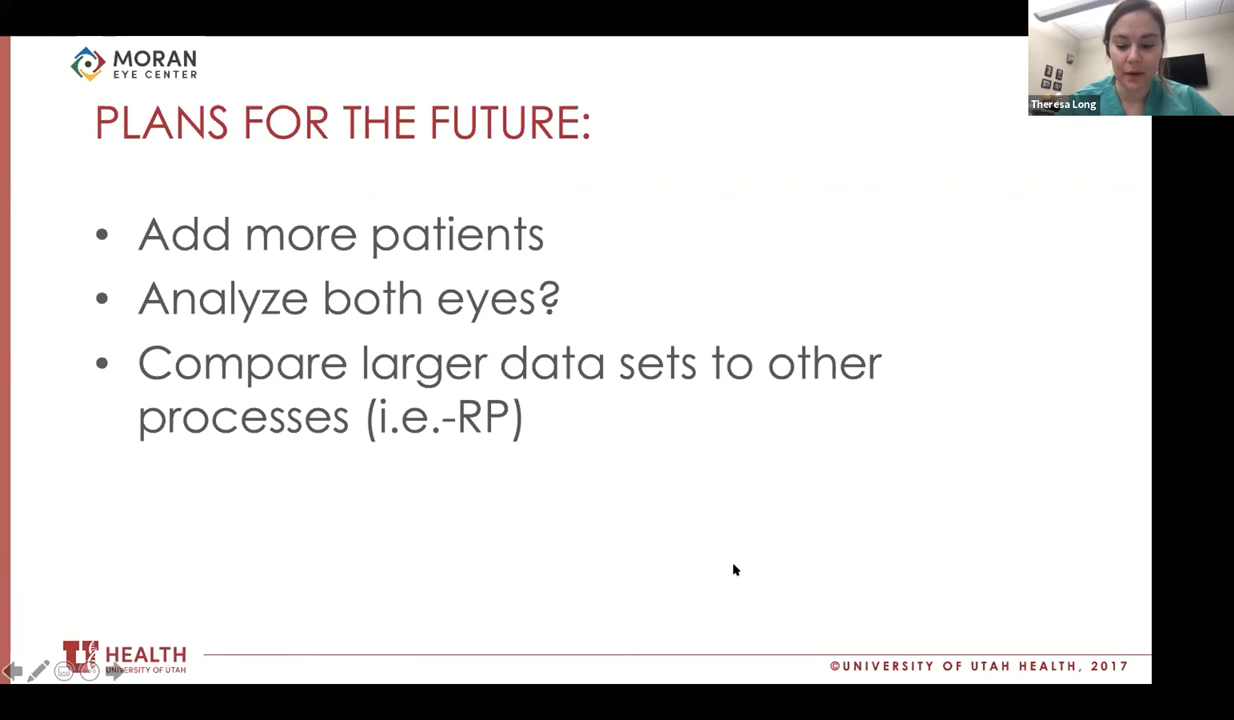 MORAN
EYE CENTER
Theresa Long
PLANS FOR THE FUTURE:
• Add more patients
• Analyze both eyes?
• Compare larger data sets to other
processes (i.e.-RP)
HEALTH
UNIVERSITY OF UTAH
©UNIVERSITY OF UTAH HEALTH, 2017